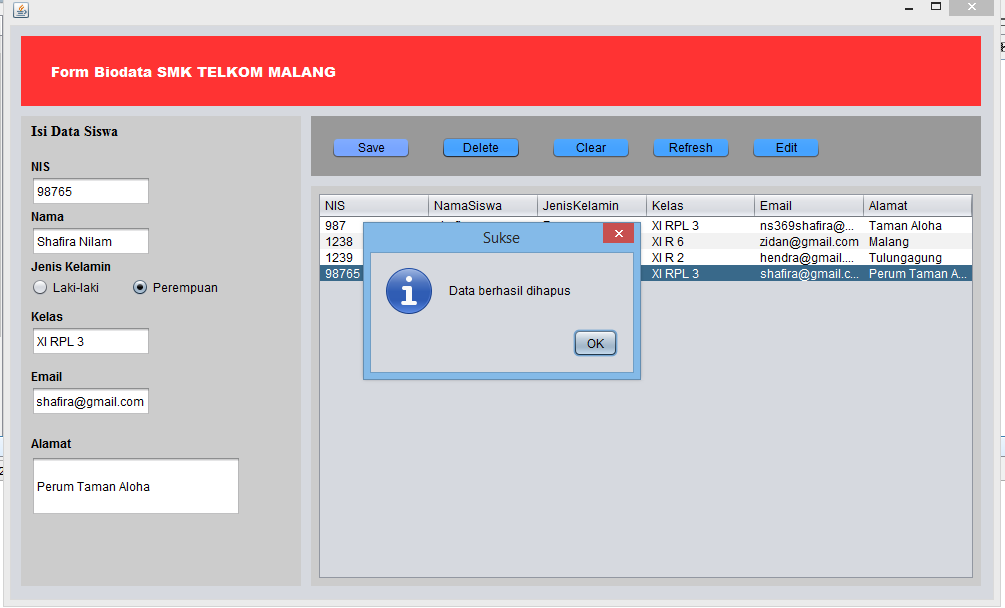 Form Biodata SMK TELKOM MALANG
Isi Data Siswa
NIS
98765
Nama
Shafira Nilam
Jenis Kelamin
Laki-laki Perempuan
Kelas
XI RPL 3
Email
shafira@gmail.com
Alamat
Perum Taman Aloha
Save Delete Clear Refresh Edit
NIS NamaSiswa JenisKelamin Kelas Email Alamat
987 XI RPL 3 ns369shafira@... Taman Aloha
1238 XI R 6 zidan@gmail.com Malang
1239 XI R 2 hendra@gmail.... Tulungagung
98765 XI RPL 3 shafira@gmail.c... Perum Taman A...
Sukse
Data berhasil dihapus
OK